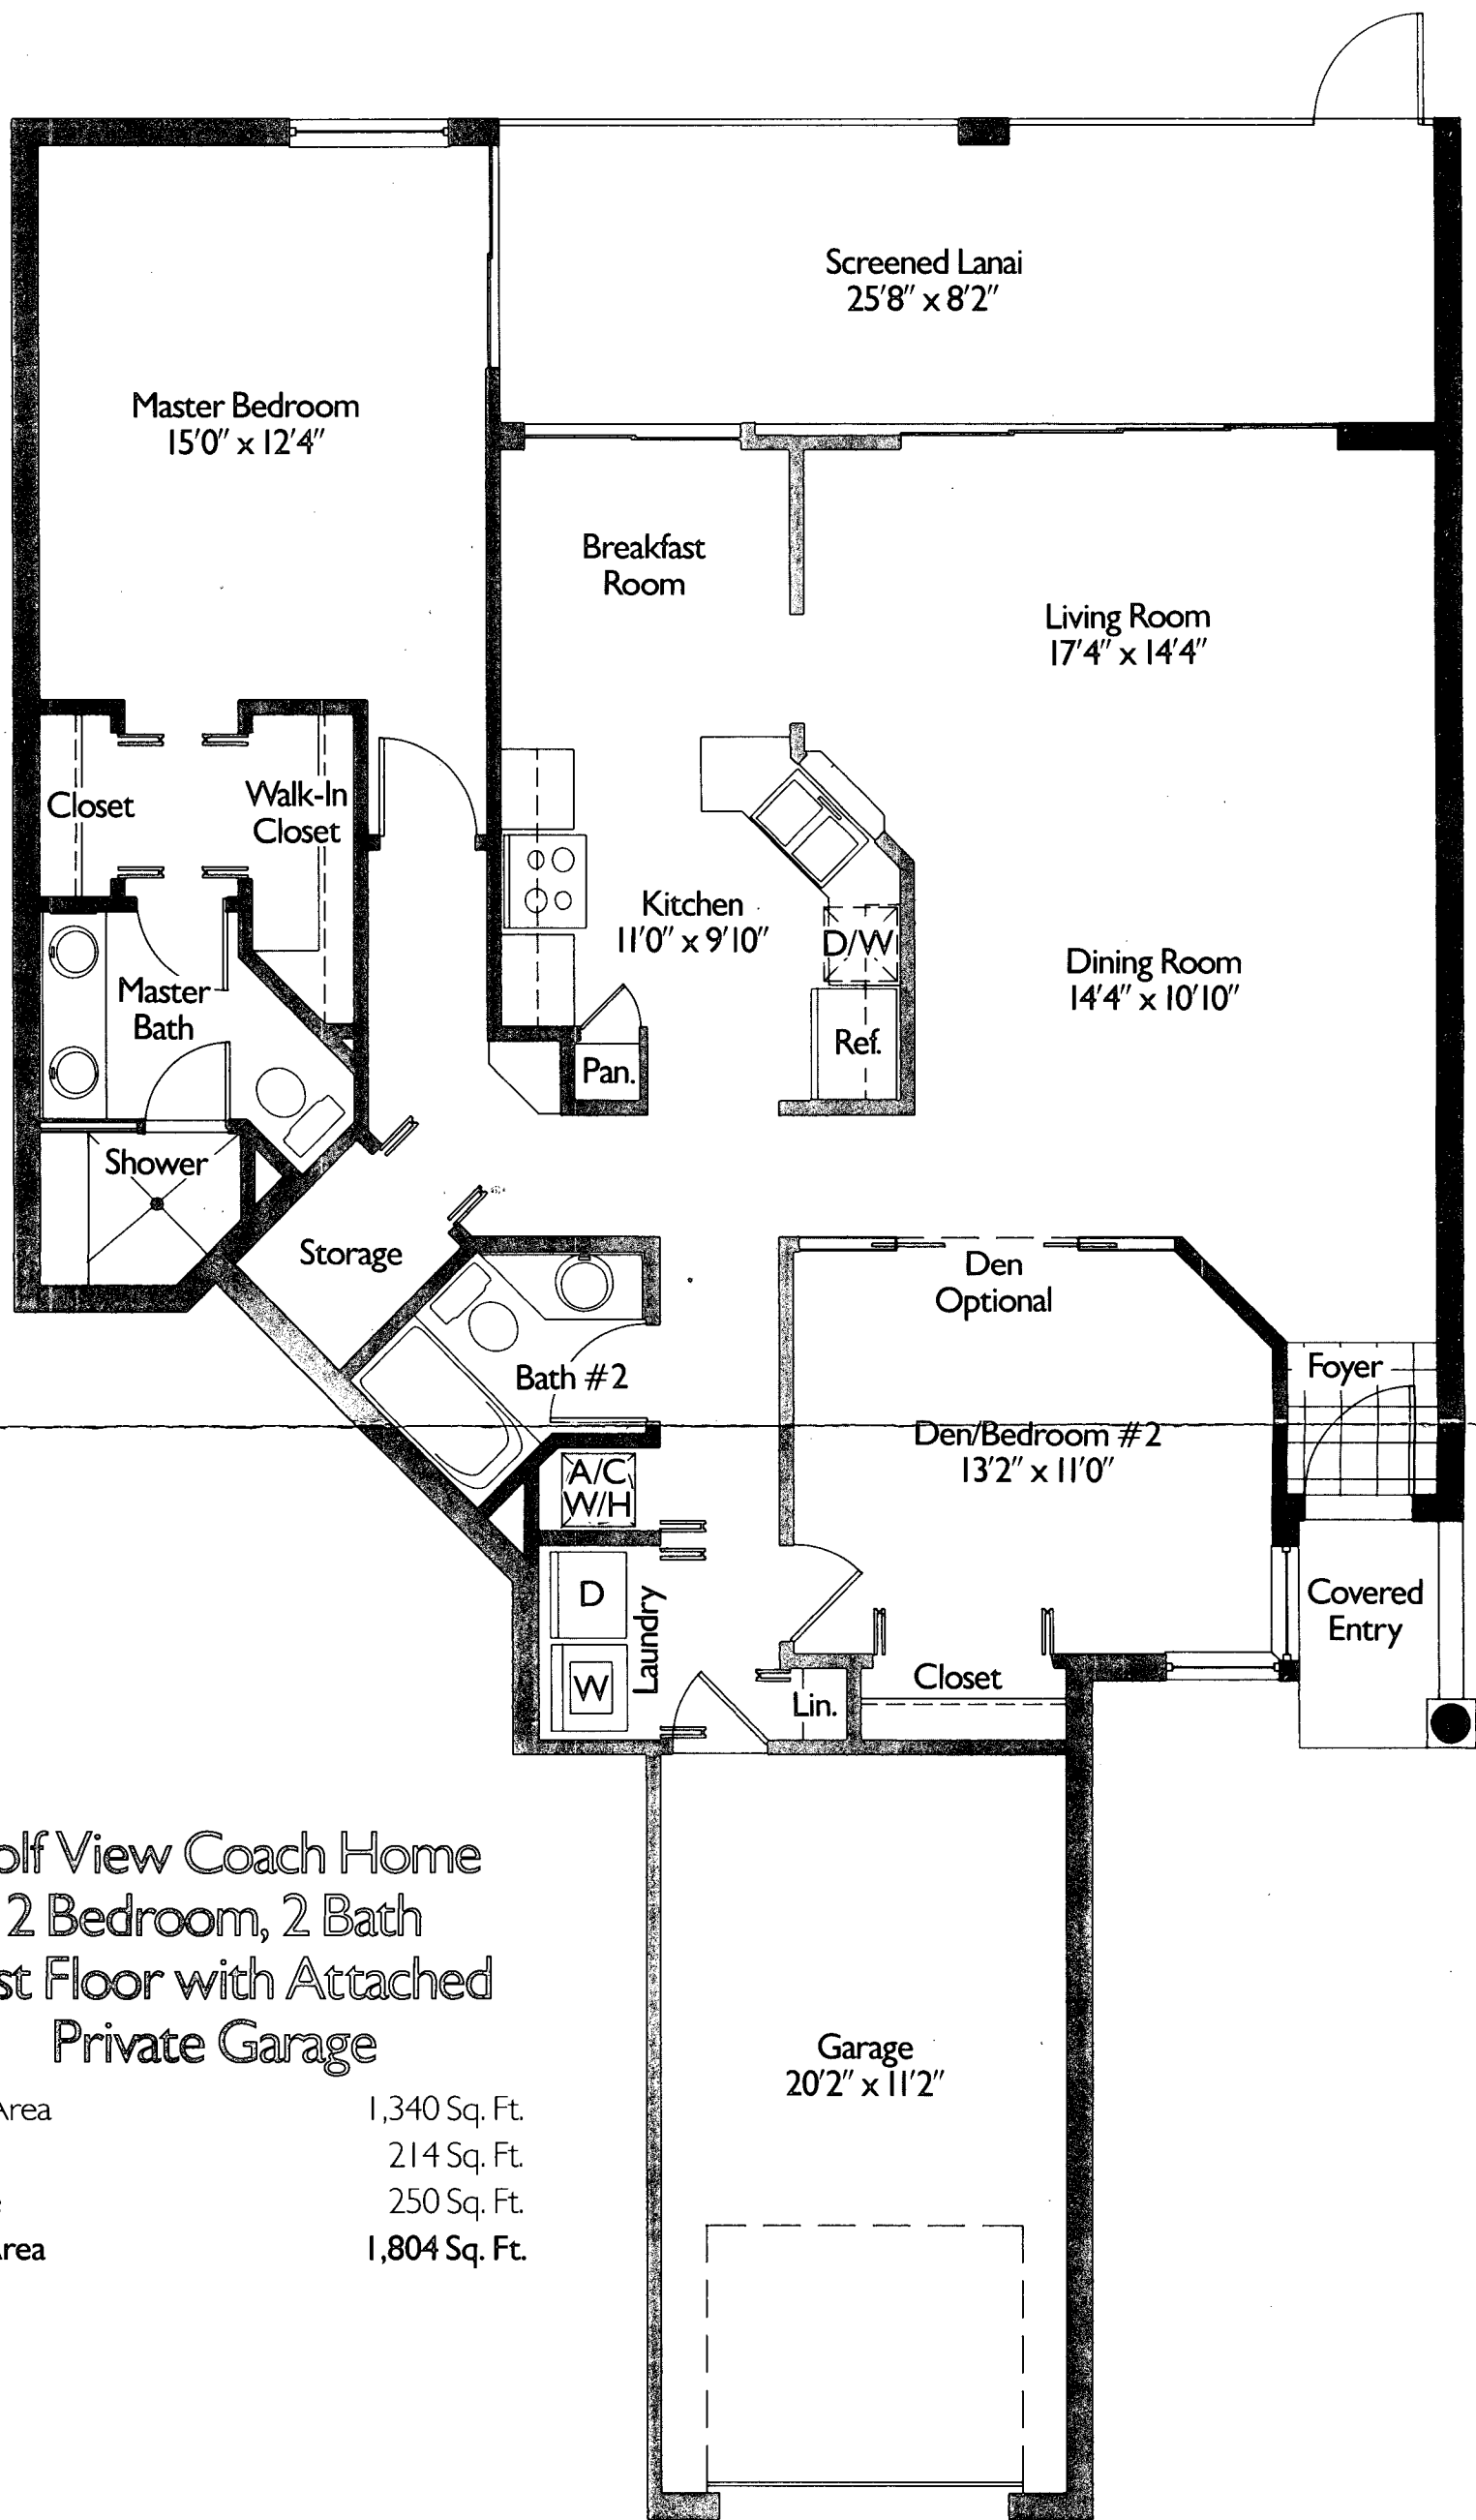 Screened Lanai
25'8" x 8'2"
Master Bedroom
15'0" x 12'4"
Breakfast
Room
Living Room
17'4" x 14'4"
Closet
Walk-In
Closet
Kitchen
11'0" x 9'10"
D/W
Dining Room
14'4" x 10'10"
Master
Bath
Ref.
Pan.
Shower
Storage
Den
Optional
Bath #2
Foyer
Den/Bedroom #2
13'2" x 11'0"
A/C
W/H
D
Laundry
W
Covered
Entry
Closet
Lin.
olf View Coach Home
2 Bedroom, 2 Bath
st Floor with Attached
Private Garage
Garage
20'2" x 11'2"
Area 1,340 Sq. Ft.
214 Sq. Ft.
250 Sq. Ft.
rea 1,804 Sq. Ft.